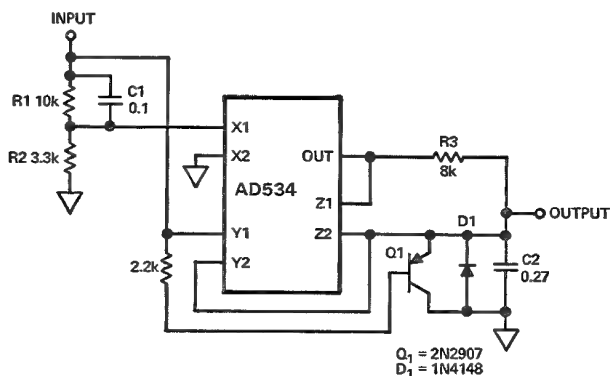 INPUT
R1 10k
C1
0.1
R2 3.3k
X1
X2
OUT
AD534
Z1
Y1
Z2
Y2
R3
8k
OUTPUT
D1
Q1
C2
0.27
2.2k
Q1 = 2N2907
D1 = 1N4148